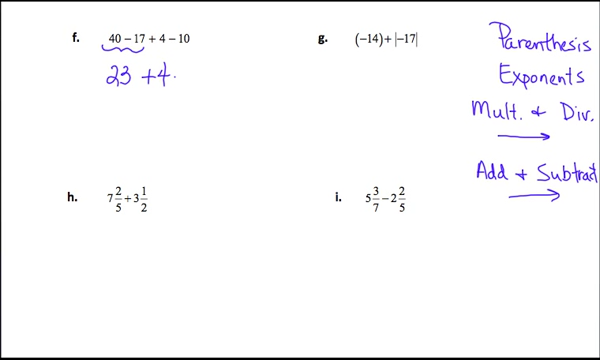 f. 40 − 17 + 4 − 10
23 + 4
g. (−14) + |−17|
Parenthesis
Exponents
Mult. & Div.
Add & Subtract
h. 7 2/5 + 3 1/2
i. 5 3/7 − 2 2/5